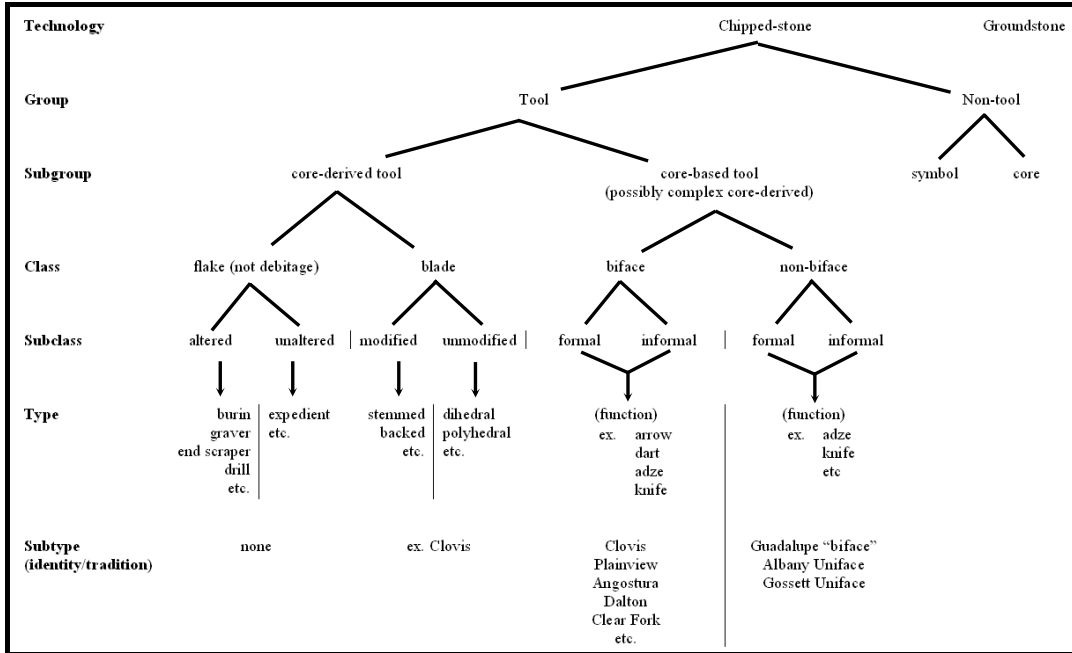 Technology Chipped-stone Groundstone
Group Tool Non-tool
Subgroup core-derived tool core-based tool symbol core
(possibly complex core-derived)
Class flake (not debitage) blade biface non-biface
Subclass altered unaltered | modified unmodified | formal informal | formal informal
Type burin expedient stemmed dihedral (function) (function)
graver etc. backed polyhedral ex. arrow ex. adze
end scraper etc. etc. dart knife
drill adze etc
etc. knife
Subtype none ex. Clovis Clovis Guadalupe “biface”
(identity/tradition) Plainview Albany Uniface
Angostura Gossett Uniface
Dalton
Clear Fork
etc.